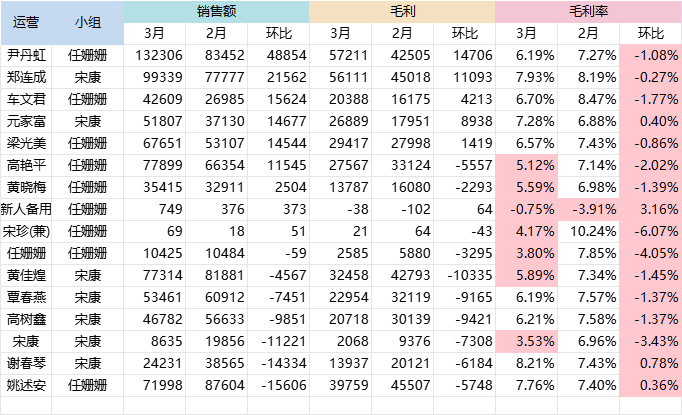 运营 小组 销售额 毛利 毛利率
3月 2月 环比 3月 2月 环比 3月 2月 环比
尹丹虹 任姗姗 132306 83452 48854 57211 42505 14706 6.19% 7.27% -1.08%
郑连成 宋康 99339 77777 21562 56111 45018 11093 7.93% 8.19% -0.27%
车文君 任姗姗 42609 26985 15624 20388 16175 4213 6.70% 8.47% -1.77%
元家富 宋康 51807 37130 14677 26889 17951 8938 7.28% 6.88% 0.40%
梁光美 任姗姗 67651 53107 14544 29417 27998 1419 6.57% 7.43% -0.86%
高艳平 任姗姗 77899 66354 11545 27567 33124 -5557 5.12% 7.14% -2.02%
黄晓梅 任姗姗 35415 32911 2504 13787 16080 -2293 5.59% 6.98% -1.39%
新人备用 任姗姗 749 376 373 -38 -102 64 -0.75% -3.91% 3.16%
宋珍(兼) 任姗姗 69 18 51 21 64 -43 4.17% 10.24% -6.07%
任姗姗 任姗姗 10425 10484 -59 2585 5880 -3295 3.80% 7.85% -4.05%
黄佳煌 宋康 77314 81881 -4567 32458 42793 -10335 5.89% 7.34% -1.45%
覃春燕 宋康 53461 60912 -7451 22954 32119 -9165 6.19% 7.57% -1.37%
高树鑫 宋康 46782 56633 -9851 20718 30139 -9421 6.21% 7.58% -1.37%
宋康 宋康 8635 19856 -11221 2068 9376 -7308 3.53% 6.96% -3.43%
谢春琴 宋康 24231 38565 -14334 13937 20121 -6184 8.21% 7.43% 0.78%
姚述安 任姗姗 71998 87604 -15606 39759 45507 -5748 7.76% 7.40% 0.36%